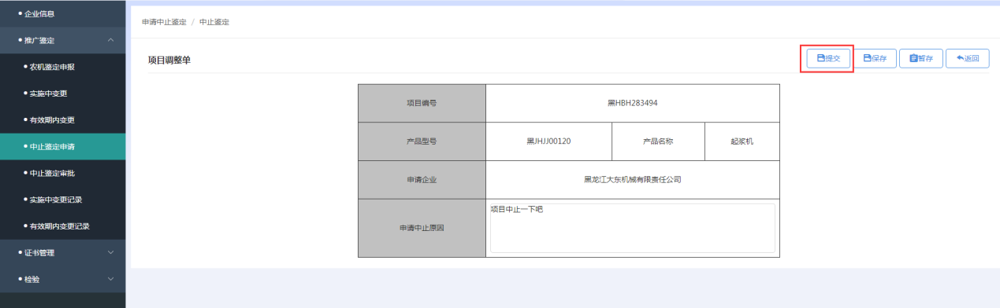 企业信息
推广鉴定
农机鉴定申报
实施中变更
有效期内变更
中止鉴定申请
中止鉴定审批
实施中变更记录
有效期内变更记录
证书管理
检验
申请中止鉴定 / 中止鉴定
项目调整单
提交 保存 暂存 返回
项目编号 黑HBH283494
产品型号 黑JHJJ00120 产品名称 起浆机
申请企业 黑龙江大东机械有限责任公司
申请中止原因 项目中止一下吧